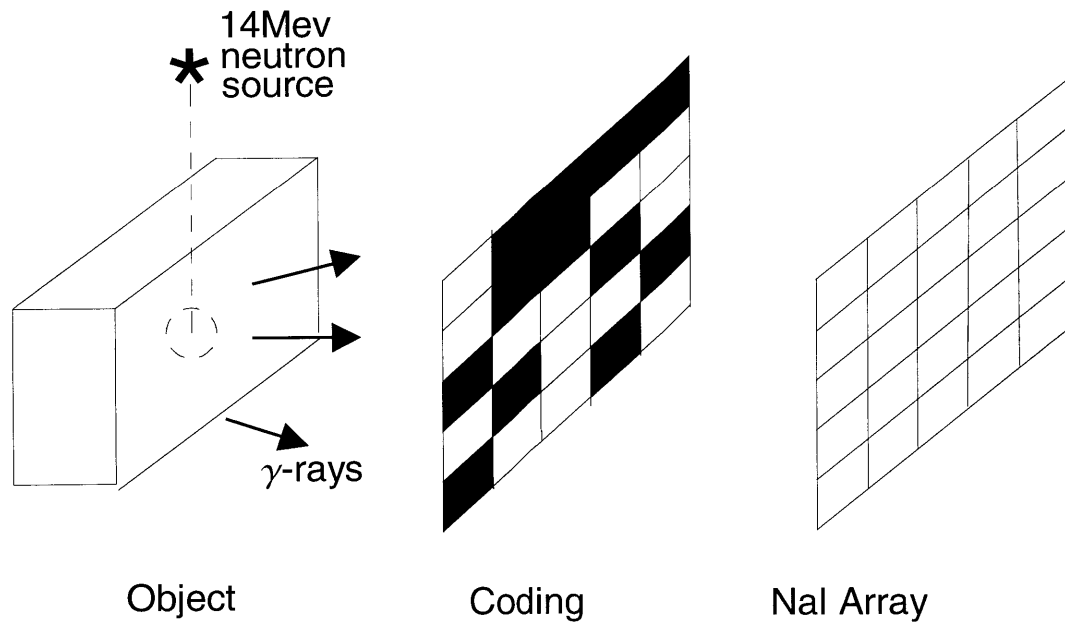 14Mev
neutron
source
γ-rays
Object
Coding
NaI Array